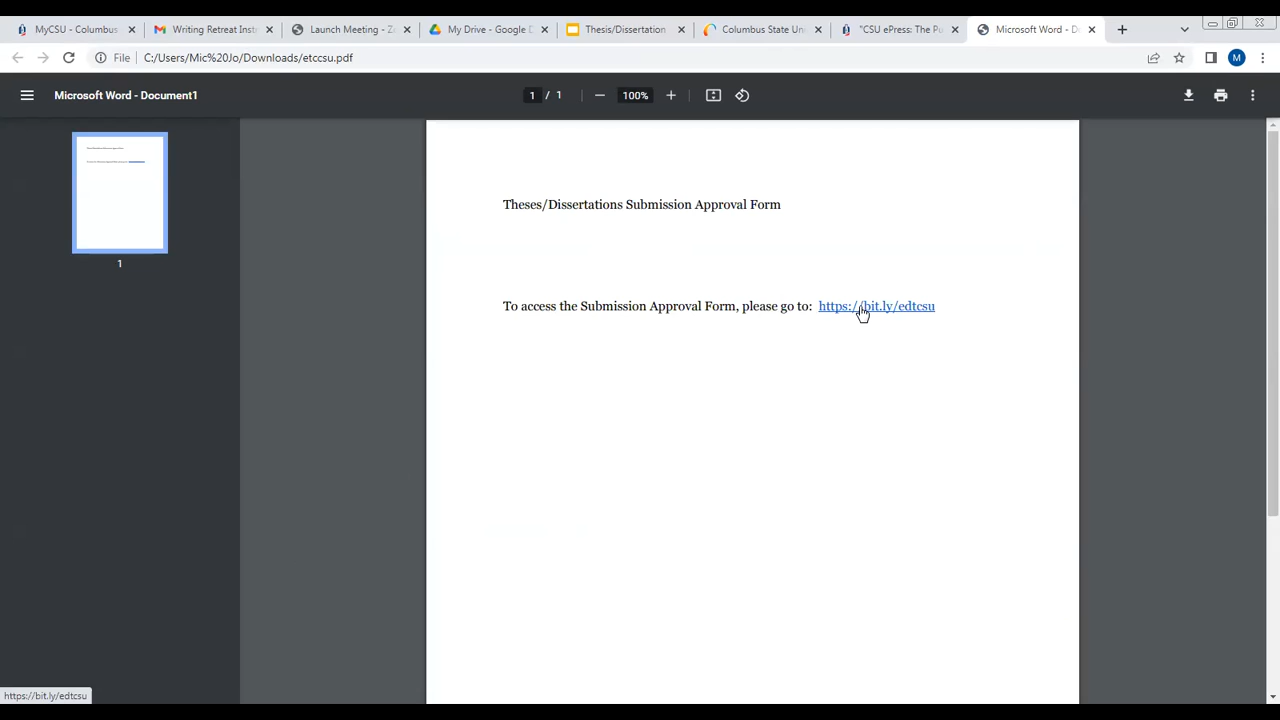 MyCSU - Columbus
Writing Retreat Inst
Launch Meeting - Z
My Drive - Google D
Thesis/Dissertation
Columbus State Un
"CSU ePress: The Po
Microsoft Word - D
File C:/Users/Mic%20Jo/Downloads/etccsu.pdf
M
Microsoft Word - Document1
1 / 1
100%
1
Theses/Dissertations Submission Approval Form
To access the Submission Approval Form, please go to: https://bit.ly/edtcsu
https://bit.ly/edtcsu